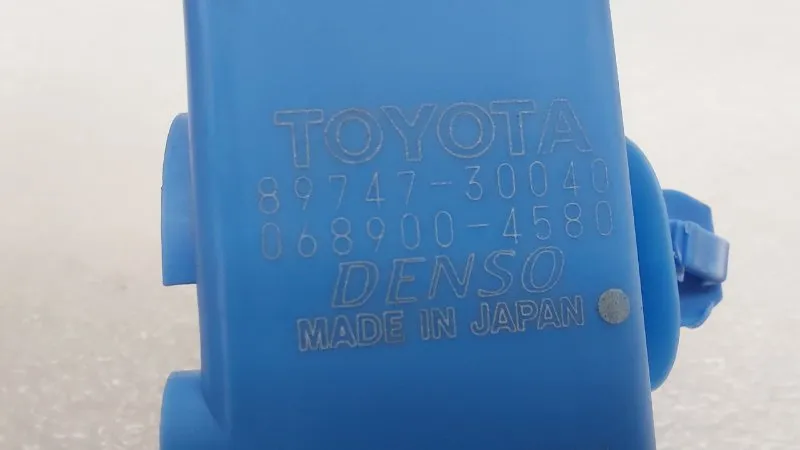 TOYOTA
89747-30040
068900-4580
DENSO
MADE IN JAPAN